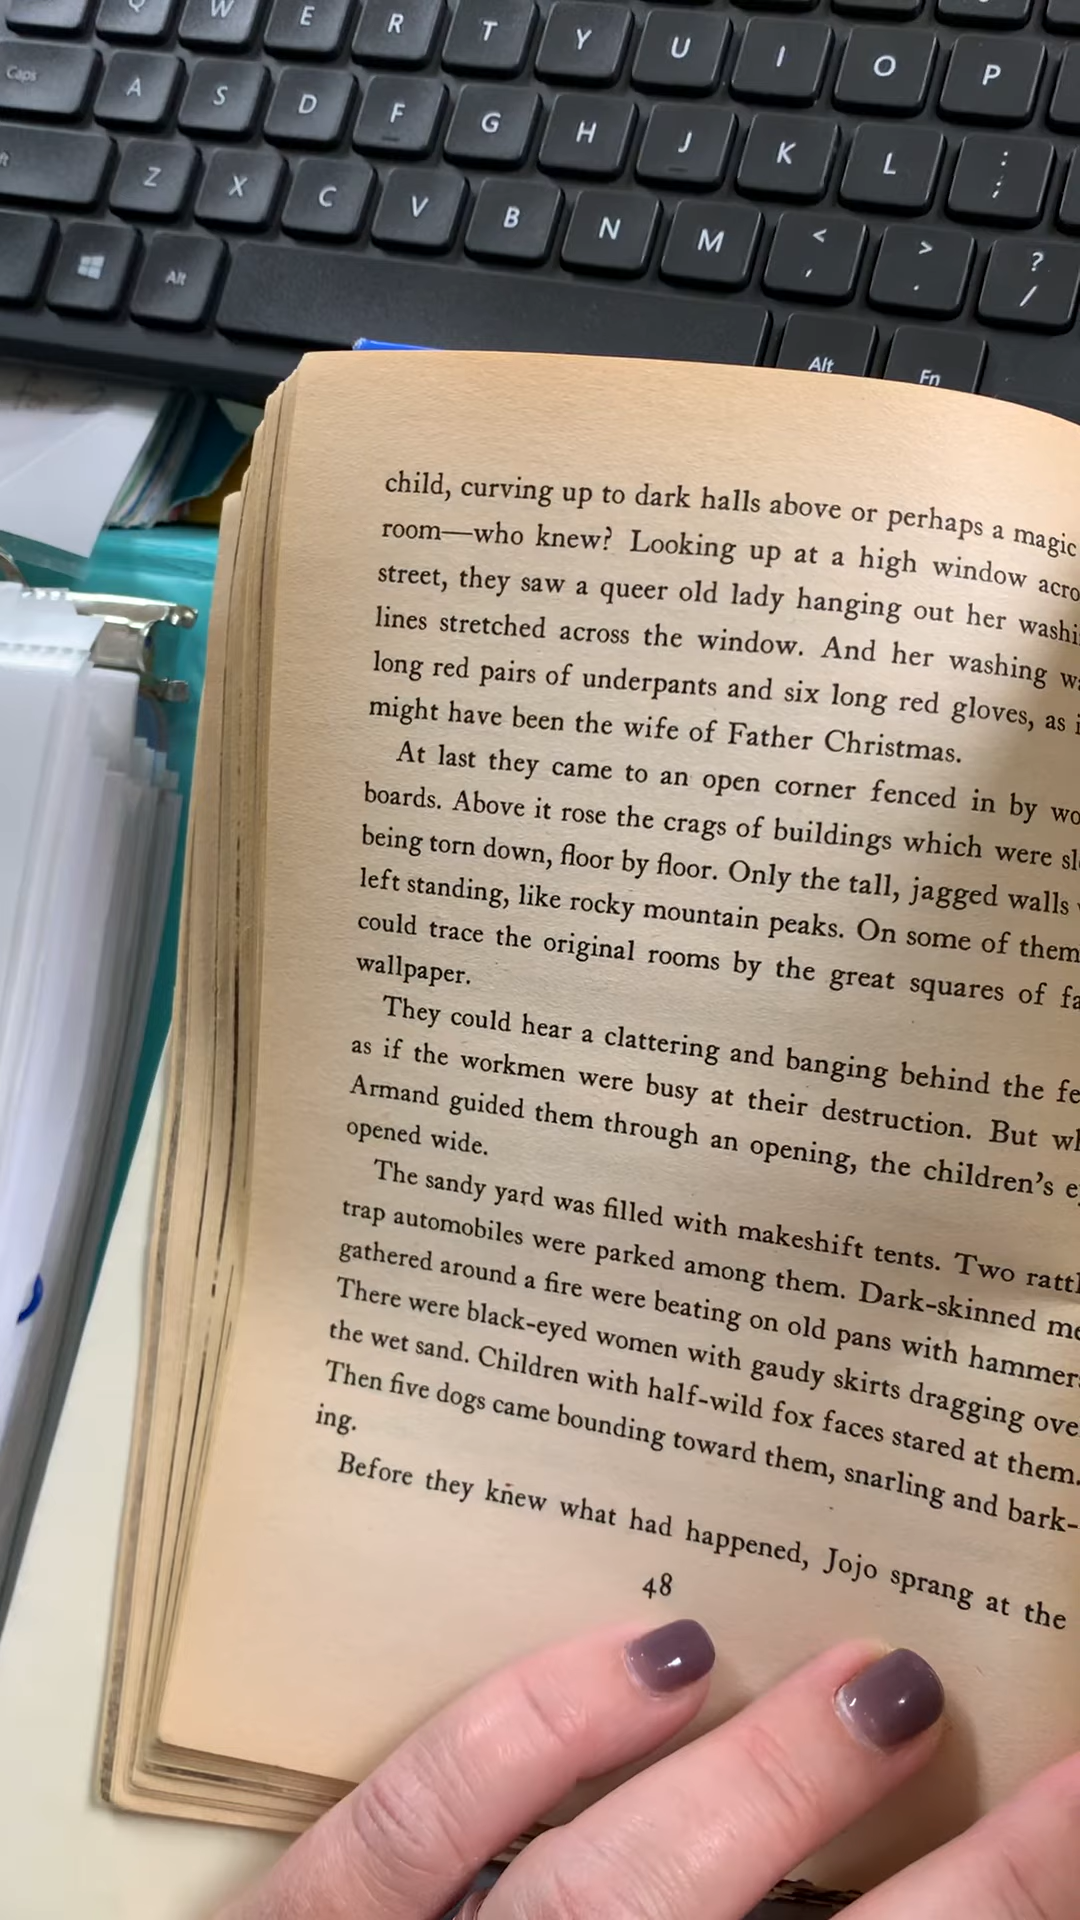 Q W E R T Y U I O P
Caps A S D F G H J K L : ;
Z X C V B N M < , > . ? /
Alt Alt Fn
child, curving up to dark halls above or perhaps a magic
room—who knew? Looking up at a high window
street, they saw a queer old lady hanging out her
lines stretched across the window. And her washing
long red pairs of underpants and six long red gloves, as
might have been the wife of Father Christmas.
At last they came to an open corner fenced in by
boards. Above it rose the crags of buildings which were
being torn down, floor by floor. Only the tall, jagged walls
left standing, like rocky mountain peaks. On some of them
could trace the original rooms by the great squares of
wallpaper.
They could hear a clattering and banging behind the
as if the workmen were busy at their destruction. But
Armand guided them through an opening, the children's
opened wide.
The sandy yard was filled with makeshift tents. Two
trap automobiles were parked among them. Dark-skinned
gathered around a fire were beating on old pans with
There were black-eyed women with gaudy skirts dragging
the wet sand. Children with half-wild fox faces stared at them.
Then five dogs came bounding toward them, snarling and bark-
ing.
Before they knew what had happened, Jojo sprang at the
48